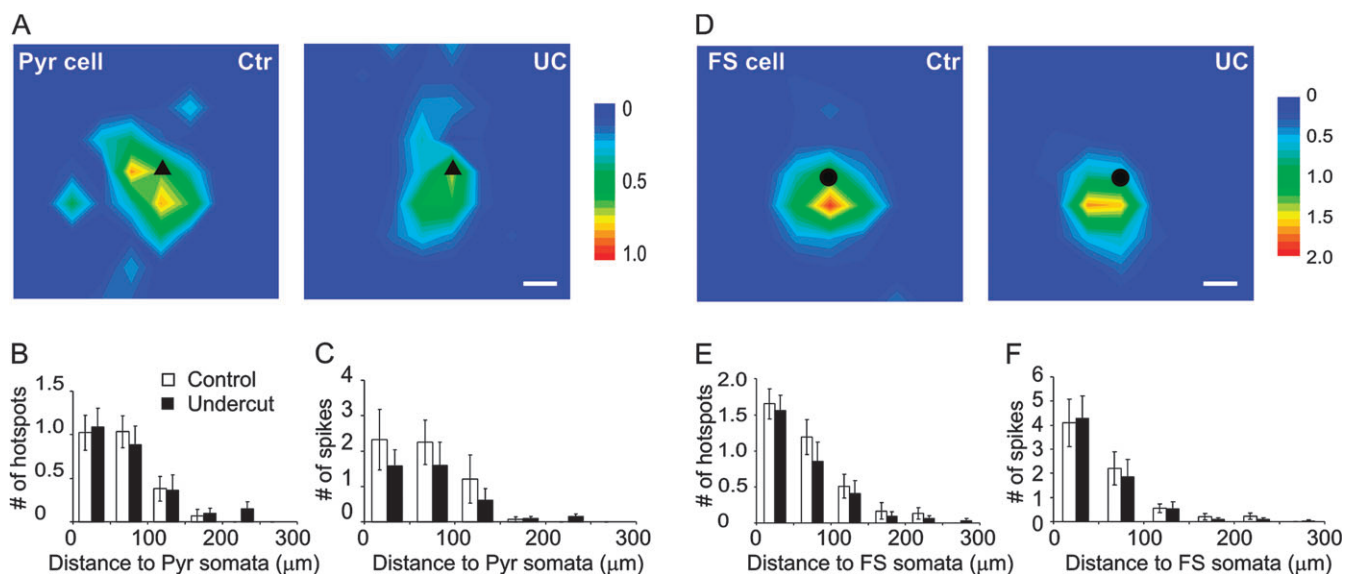 A
Pyr cell Ctr
UC
0
0.5
1.0
D
FS cell Ctr
UC
0
0.5
1.0
1.5
2.0
B
# of hotspots
1.5
1.0
0.5
0
Control
Undercut
0 100 200 300
Distance to Pyr somata (μm)
C
# of spikes
4
3
2
1
0
0 100 200 300
Distance to Pyr somata (μm)
E
# of hotspots
2.0
1.5
1.0
0.5
0
0 100 200 300
Distance to FS somata (μm)
F
# of spikes
6
5
4
3
2
1
0
0 100 200 300
Distance to FS somata (μm)